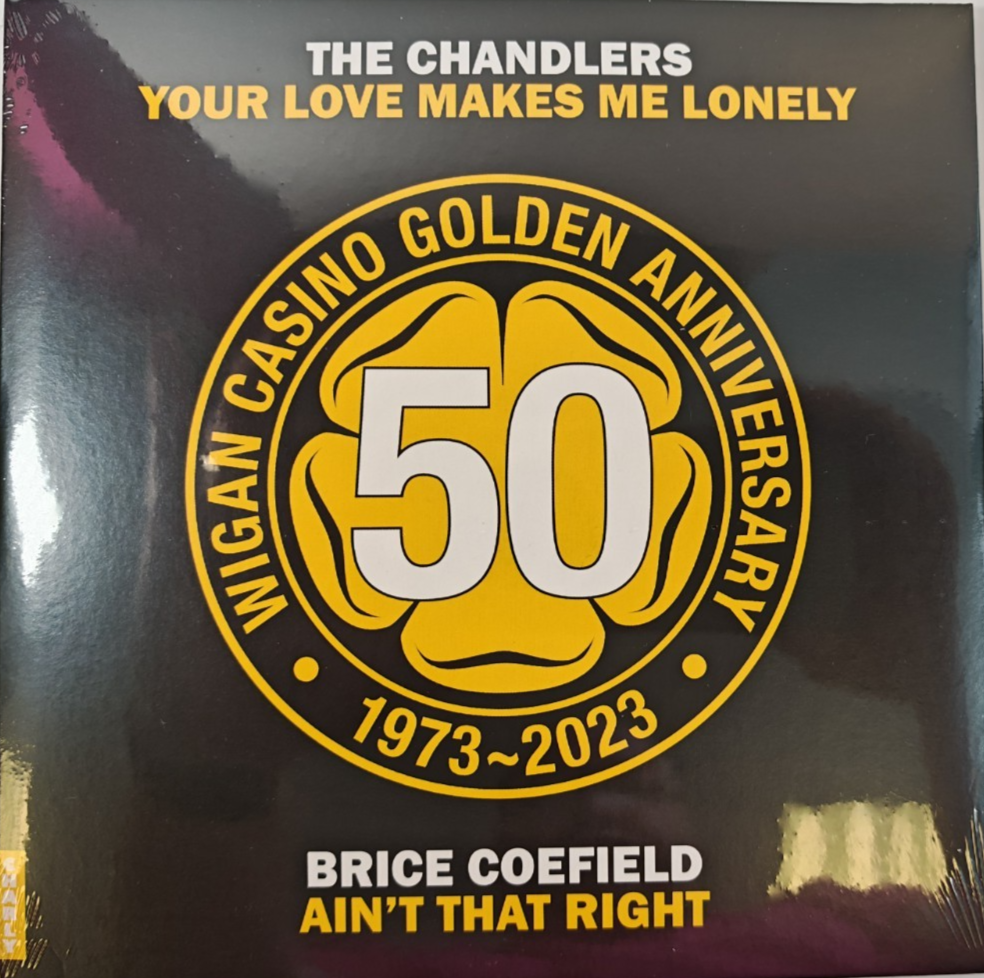 THE CHANDLERS
YOUR LOVE MAKES ME LONELY
WIGAN CASINO GOLDEN ANNIVERSARY
50
1973~2023
BRICE COEFIELD
AIN'T THAT RIGHT
CHARLY